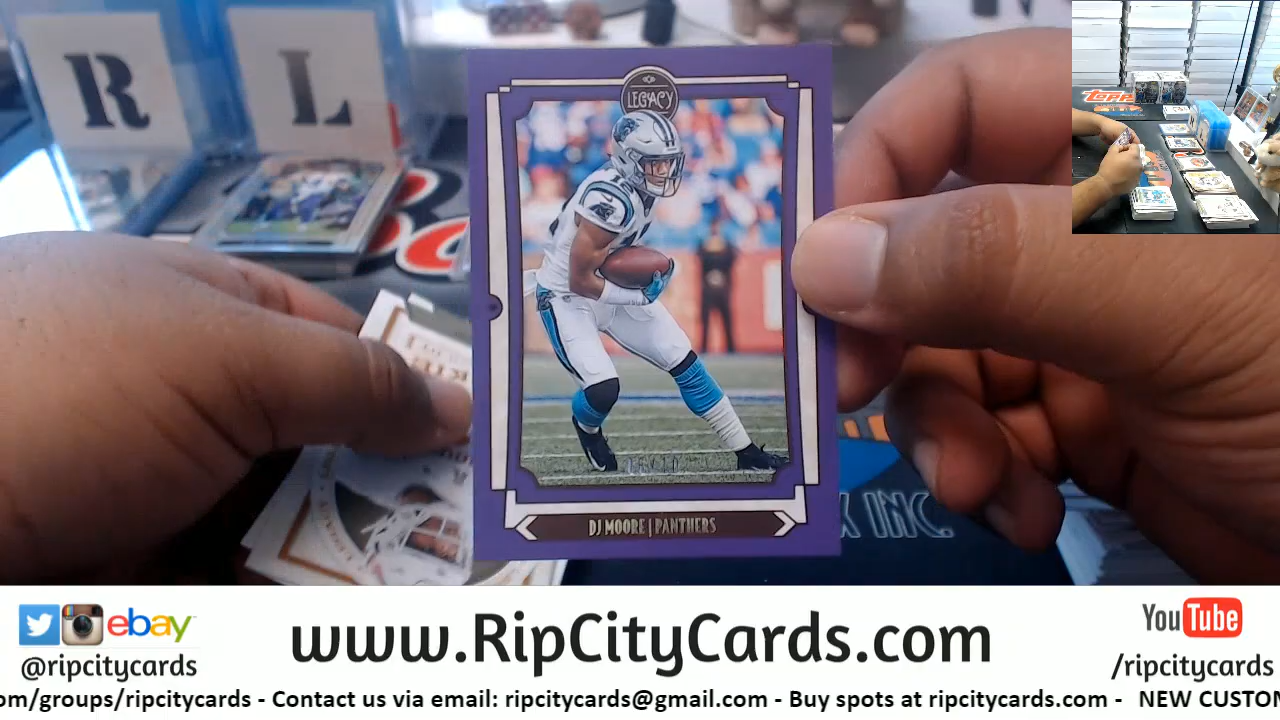 R L
LEGACY
DJ MOORE | PANTHERS
INC.
topps
ebay
@ripcitycards
www.RipCityCards.com
YouTube
/ripcitycards
om/groups/ripcitycards - Contact us via email: ripcitycards@gmail.com - Buy spots at ripcitycards.com - NEW CUSTOM